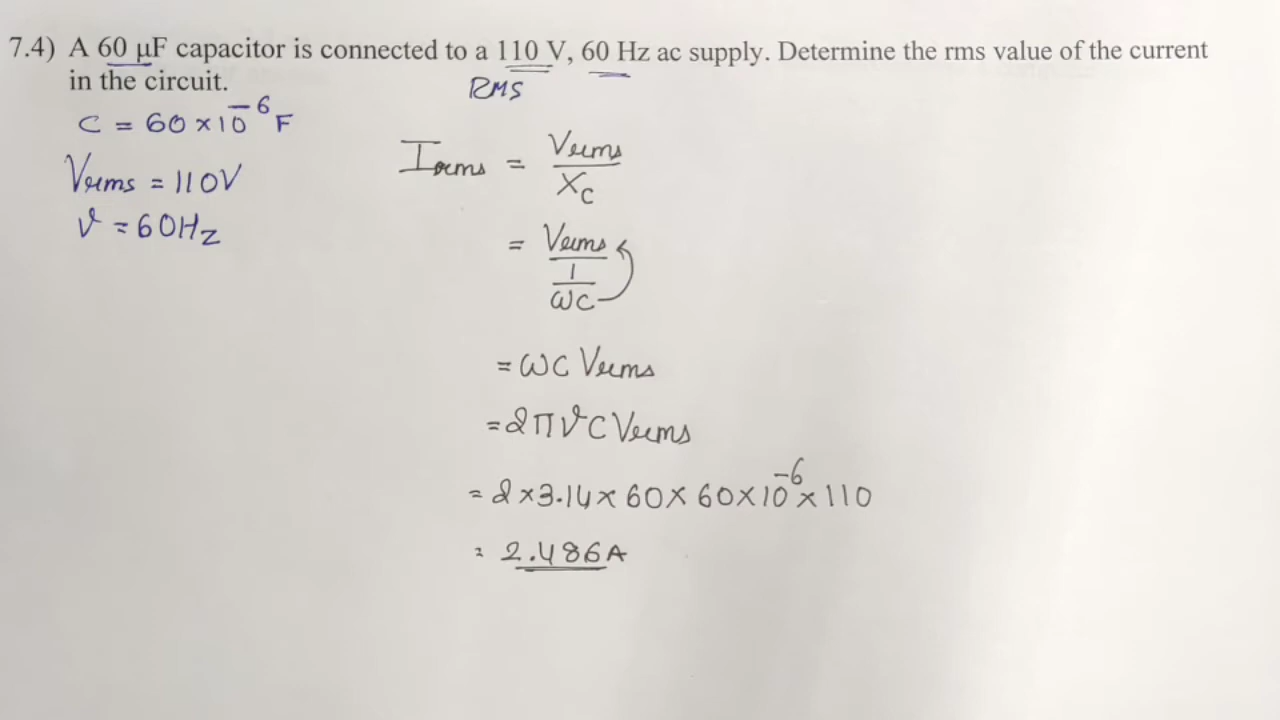 7.4) A 60 μF capacitor is connected to a 110 V, 60 Hz ac supply. Determine the rms value of the current
in the circuit.
RMS
C = 60 × 10⁻⁶ F
Vrms = 110V
ν = 60Hz
Irms = Vrms / XC
= Vrms / (1 / ωC)
= ωC Vrms
= 2πνC Vrms
= 2 × 3.14 × 60 × 60 × 10⁻⁶ × 110
= 2.486A